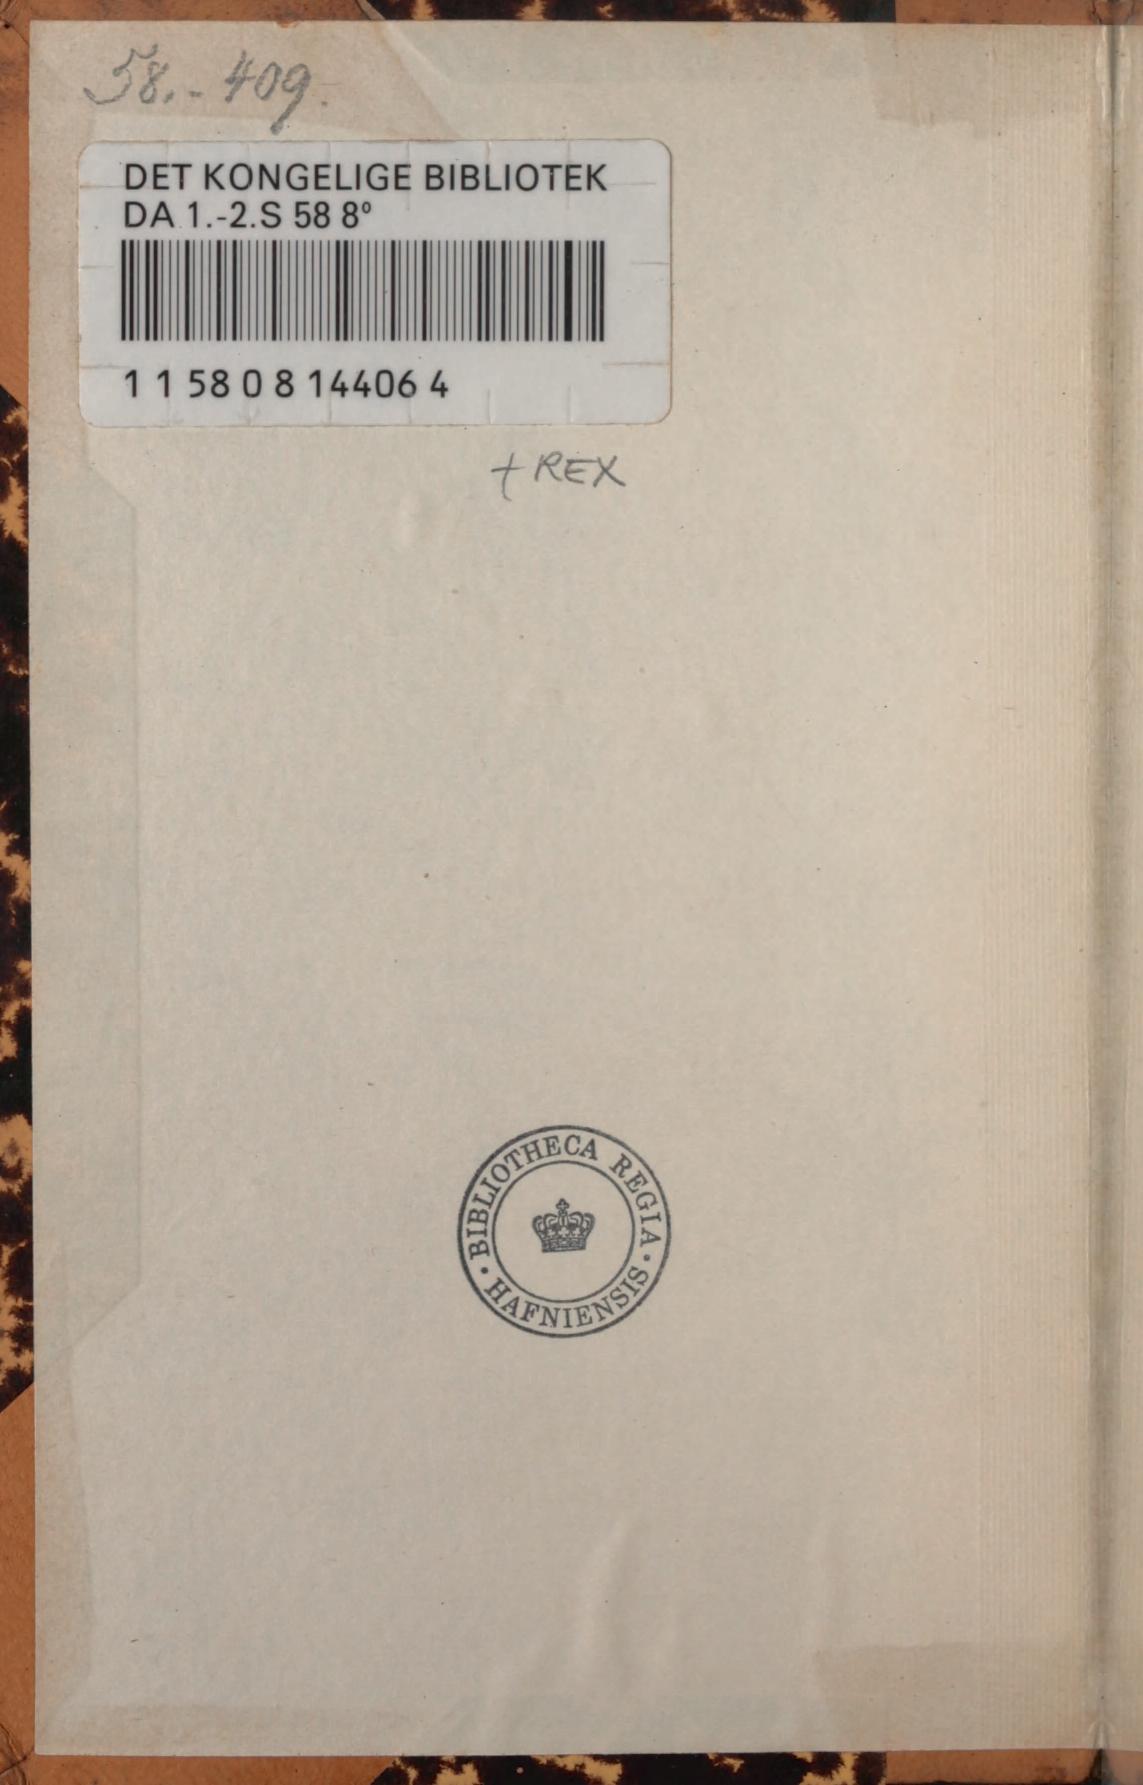 58.-409.
DET KONGELIGE BIBLIOTEK
DA 1.-2.S 58 8º
1 1 58 0 8 14406 4
+ REX
BIBLIOTHECA REGIA
· HAFNIENSIS ·